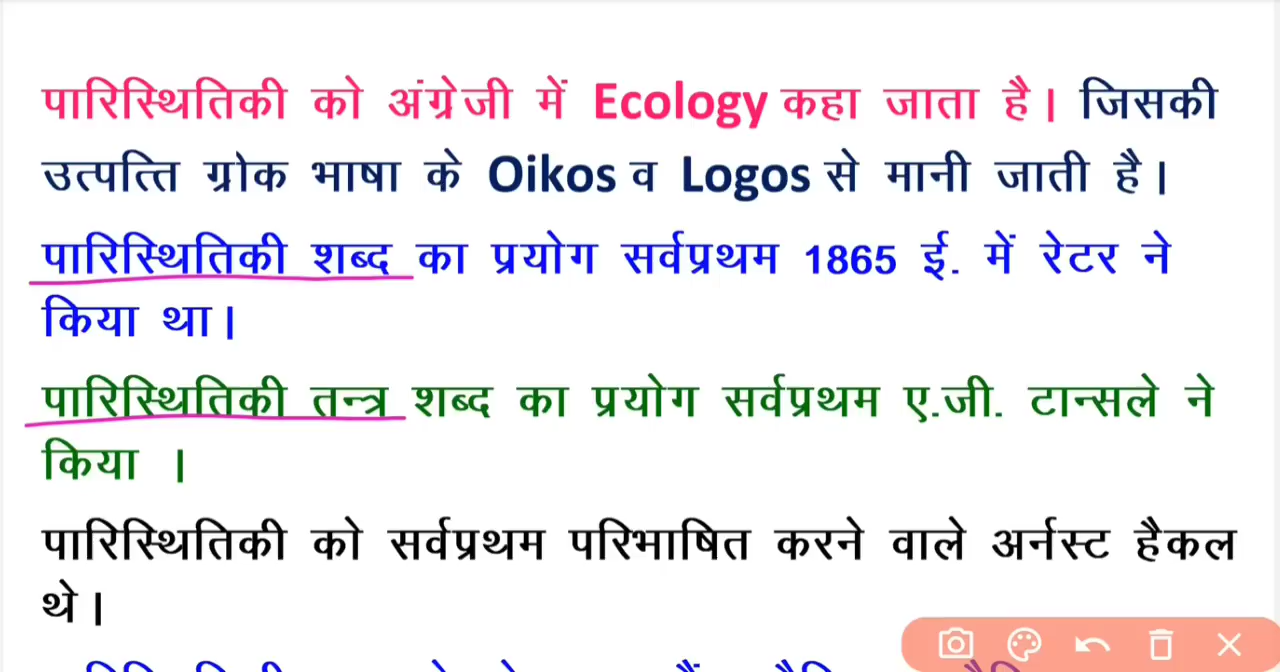 पारिस्थितिकी को अंग्रेजी में Ecology कहा जाता है। जिसकी
उत्पत्ति ग्रोक भाषा के Oikos व Logos से मानी जाती है।
पारिस्थितिकी शब्द का प्रयोग सर्वप्रथम 1865 ई. में रेटर ने
किया था।
पारिस्थितिकी तन्त्र शब्द का प्रयोग सर्वप्रथम ए.जी. टान्सले ने
किया ।
पारिस्थितिकी को सर्वप्रथम परिभाषित करने वाले अर्नस्ट हैकल
थे।